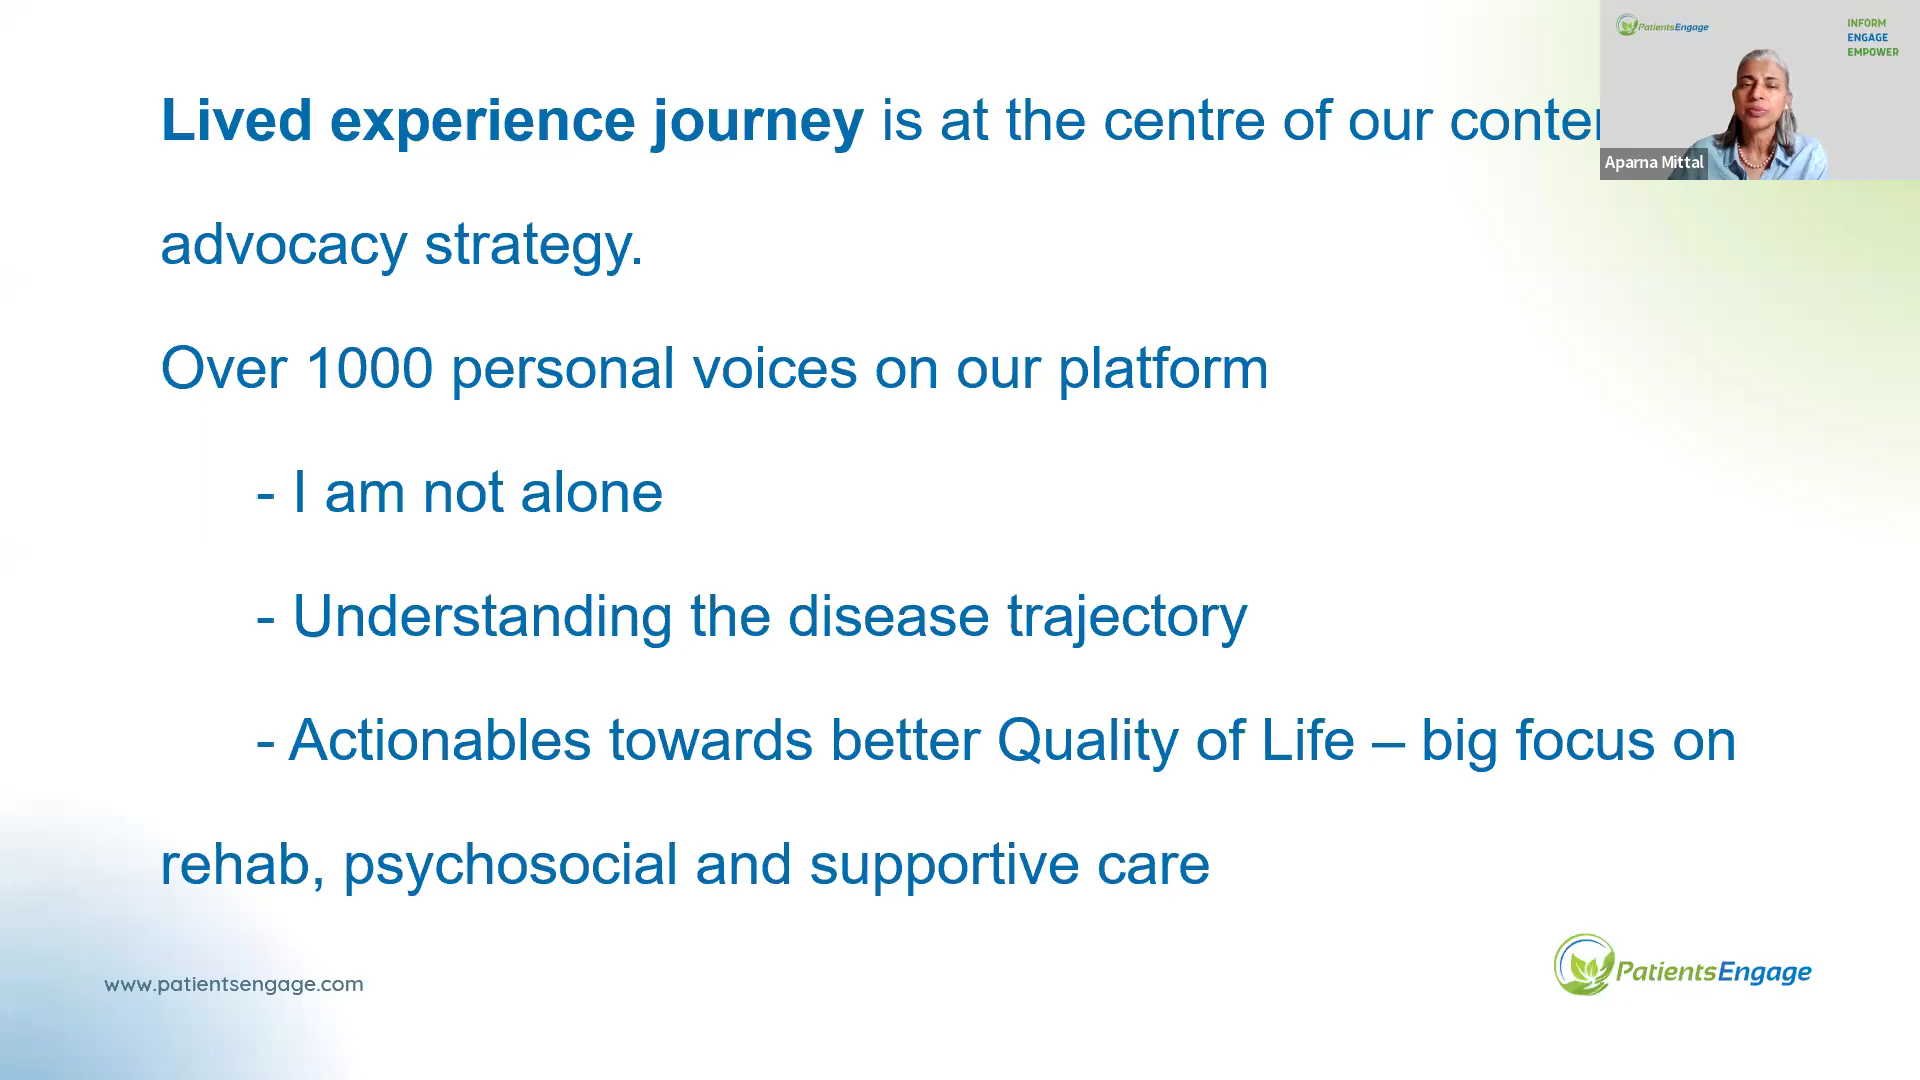 PatientsEngage
INFORM
ENGAGE
EMPOWER
Aparna Mittal
Lived experience journey is at the centre of our
advocacy strategy.
Over 1000 personal voices on our platform
- I am not alone
- Understanding the disease trajectory
- Actionables towards better Quality of Life – big focus on
rehab, psychosocial and supportive care
www.patientsengage.com
PatientsEngage